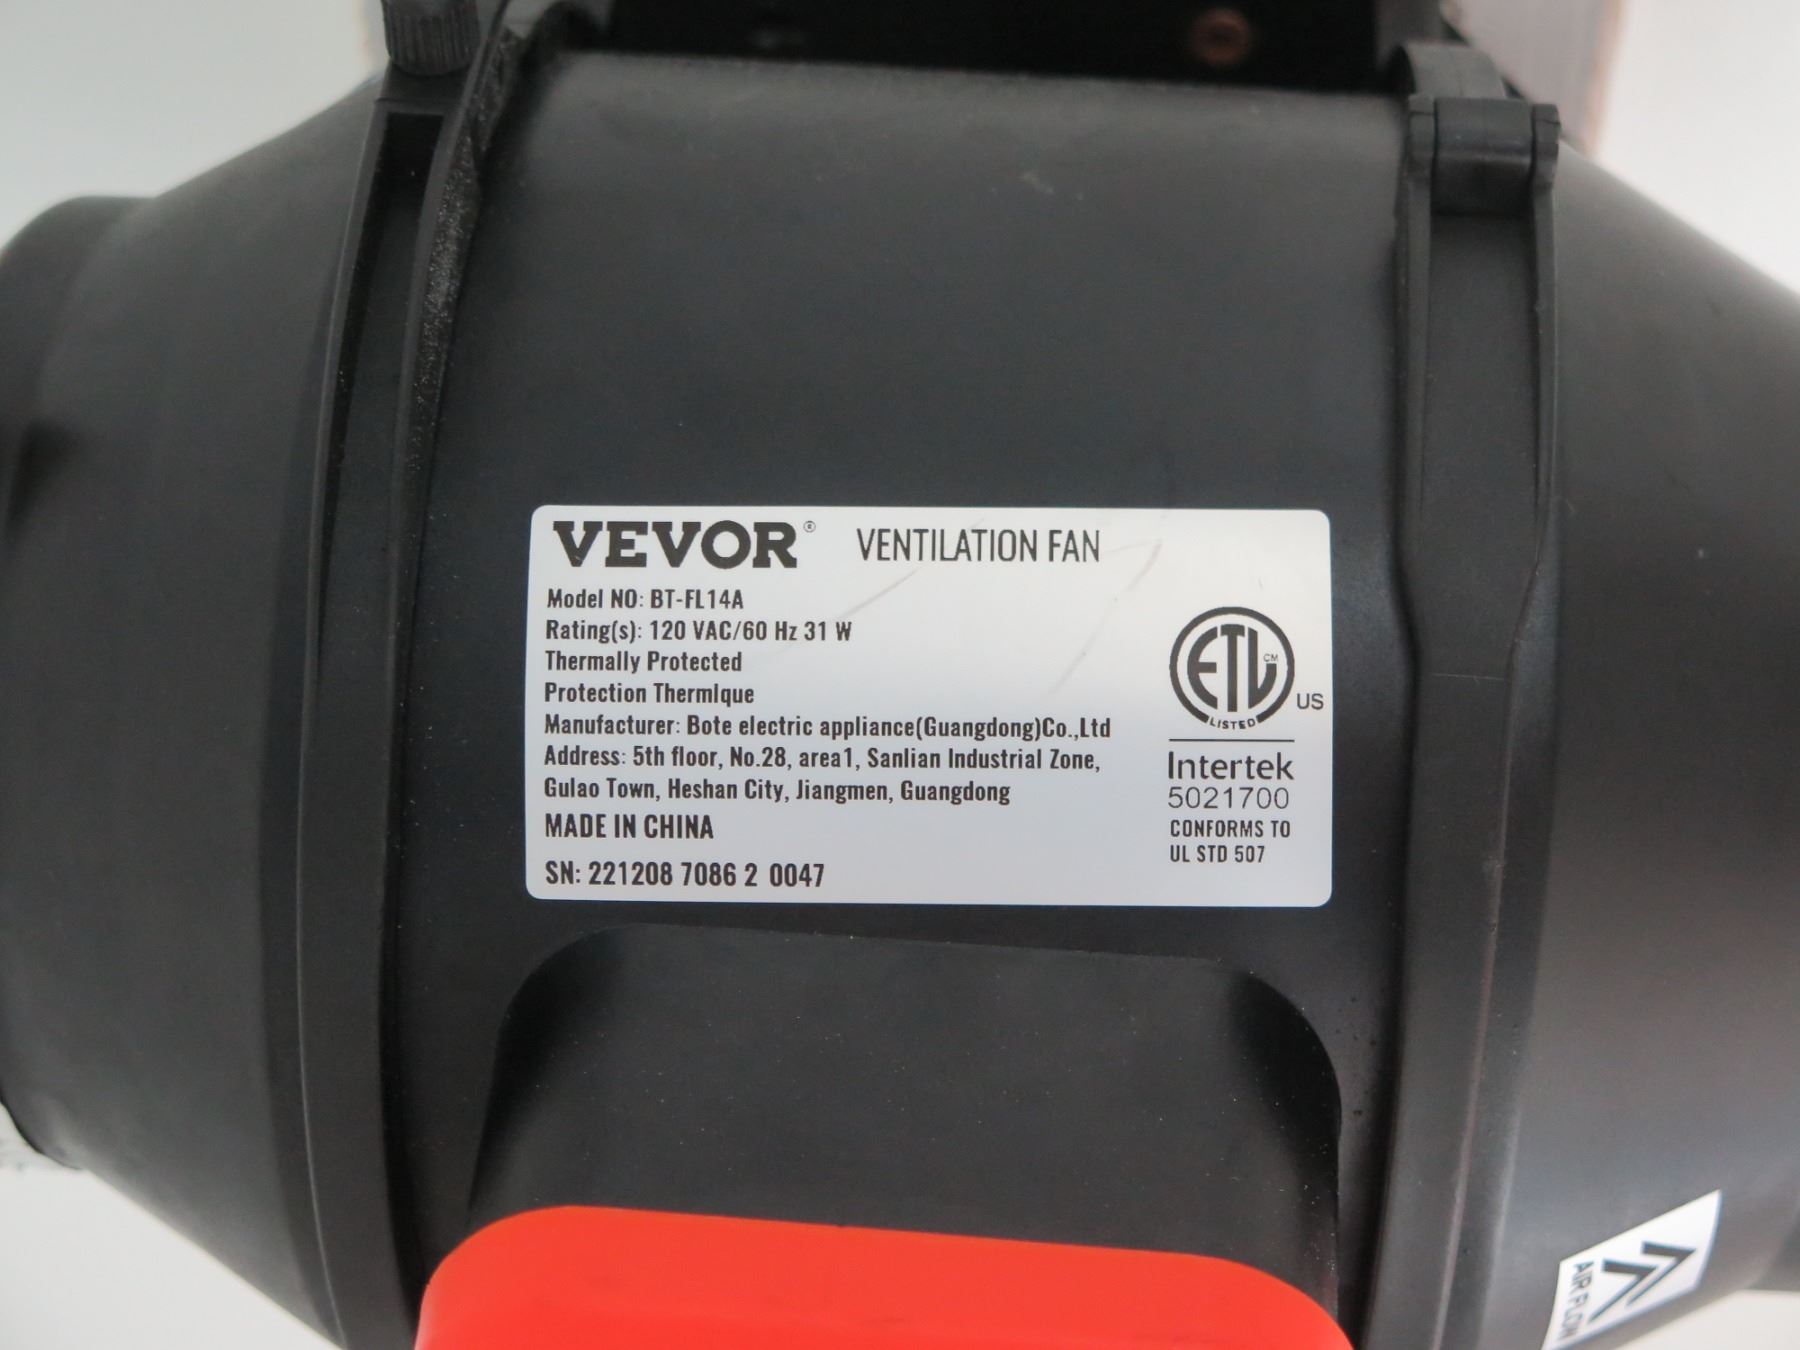 VEVOR® VENTILATION FAN
Model NO: BT-FL14A
Rating(s): 120 VAC/60 Hz 31 W
Thermally Protected
Protection Thermlque
Manufacturer: Bote electric appliance(Guangdong)Co.,Ltd
Address: 5th floor, No.28, area1, Sanlian Industrial Zone,
Gulao Town, Heshan City, Jiangmen, Guangdong
MADE IN CHINA
SN: 221208 7086 2 0047
ETL CM
LISTED
US
Intertek
5021700
CONFORMS TO
UL STD 507
AIR FLOW